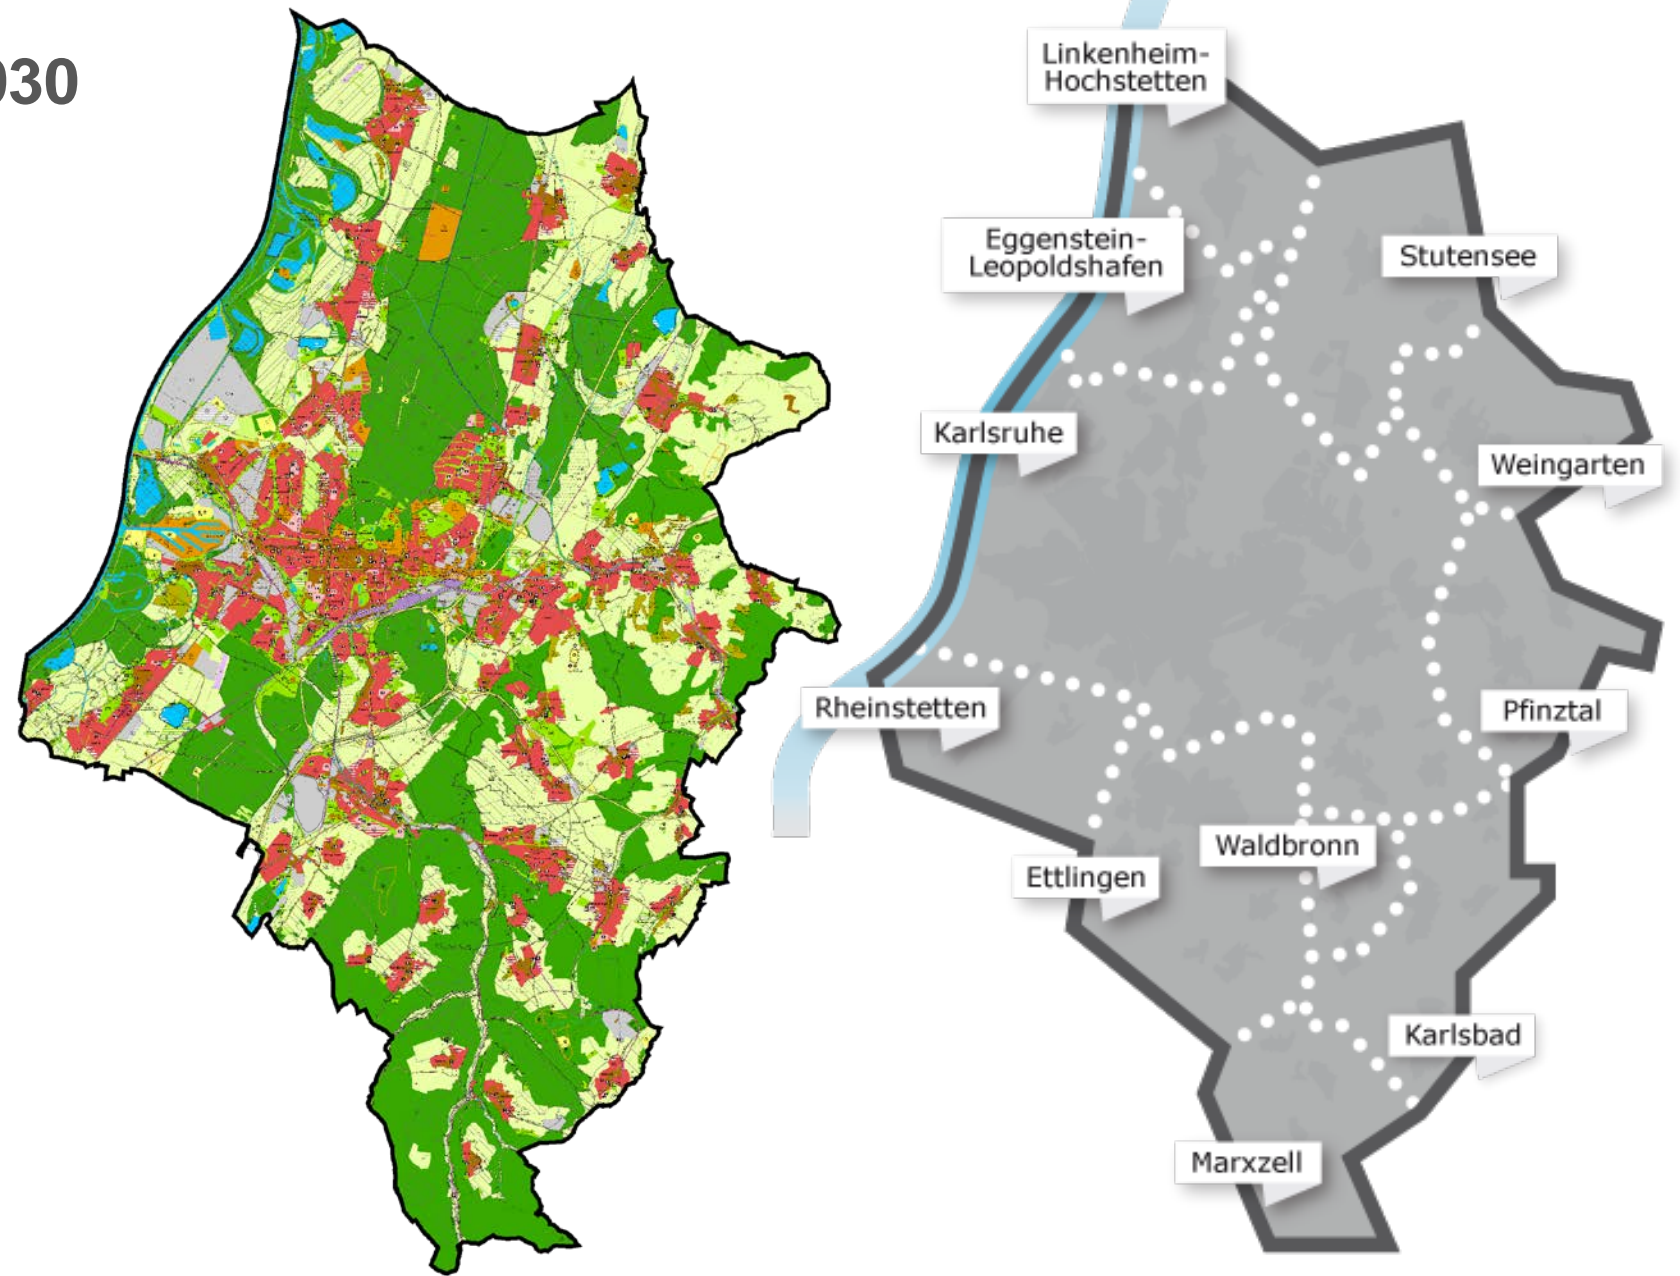 030
Linkenheim-
Hochstetten
Eggenstein-
Leopoldshafen
Stutensee
Karlsruhe
Weingarten
Rheinstetten
Pfinztal
Waldbronn
Ettlingen
Karlsbad
Marxzell